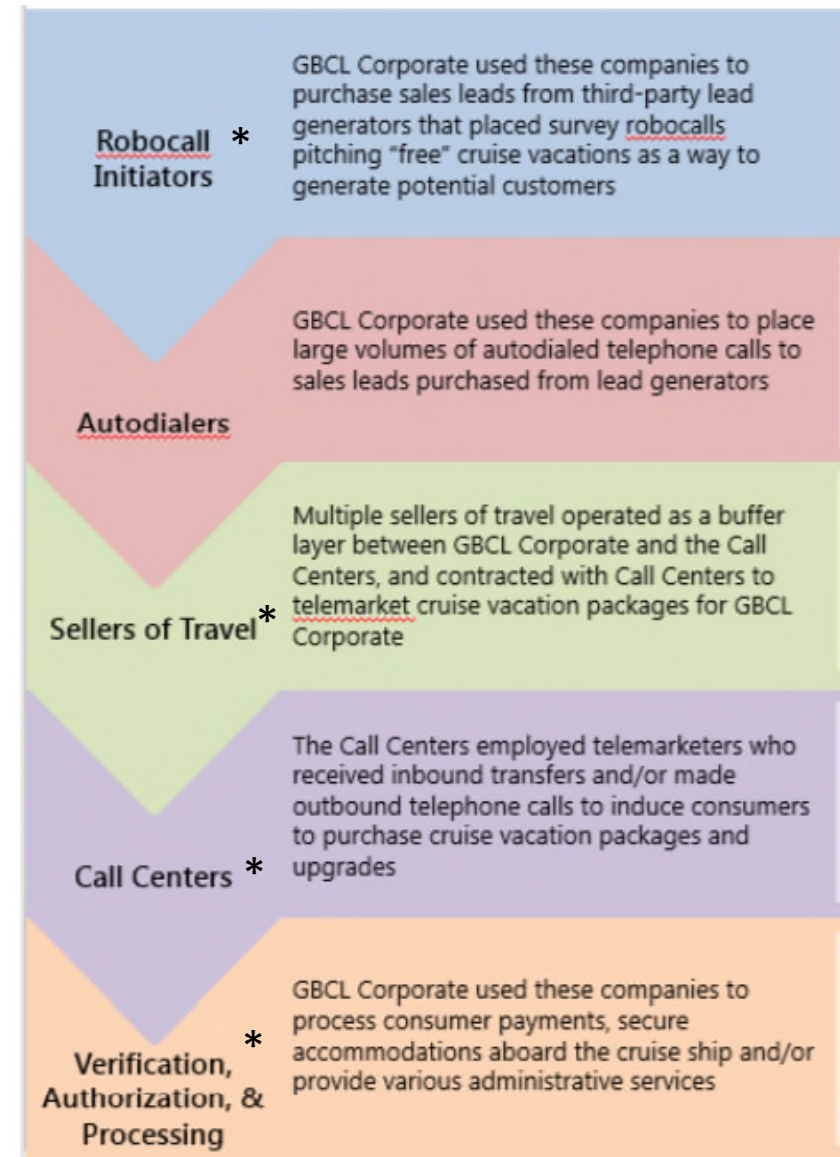 Robocall *
Initiators
GBCL Corporate used these companies to
purchase sales leads from third-party lead
generators that placed survey robocalls
pitching "free" cruise vacations as a way to
generate potential customers
Autodialers
GBCL Corporate used these companies to place
large volumes of autodialed telephone calls to
sales leads purchased from lead generators
Sellers of Travel *
Multiple sellers of travel operated as a buffer
layer between GBCL Corporate and the Call
Centers, and contracted with Call Centers to
telemarket cruise vacation packages for GBCL
Corporate
Call Centers *
The Call Centers employed telemarketers who
received inbound transfers and/or made
outbound telephone calls to induce consumers
to purchase cruise vacation packages and
upgrades
*
Verification,
Authorization, &
Processing
GBCL Corporate used these companies to
process consumer payments, secure
accommodations aboard the cruise ship and/or
provide various administrative services